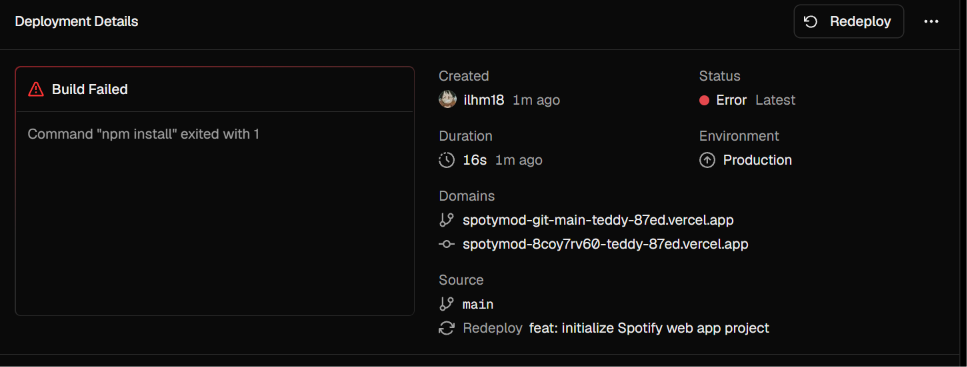 Deployment Details
Redeploy
Build Failed
Command "npm install" exited with 1
Created
ilhm18 1m ago
Status
Error Latest
Duration
16s 1m ago
Environment
Production
Domains
spotymod-git-main-teddy-87ed.vercel.app
spotymod-8coy7rv60-teddy-87ed.vercel.app
Source
main
Redeploy feat: initialize Spotify web app project